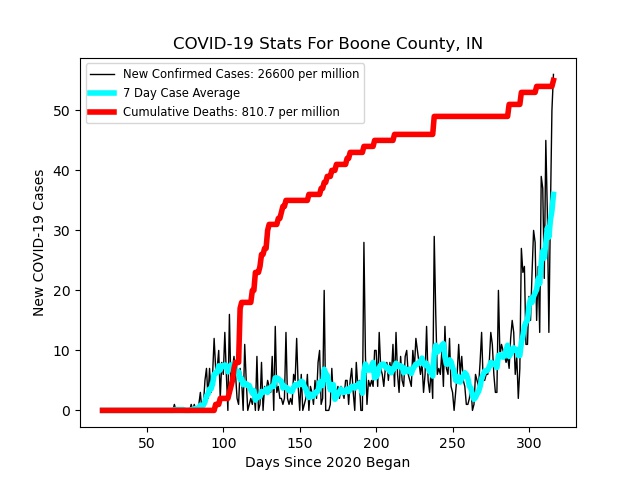 COVID-19 Stats For Boone County, IN
New Confirmed Cases: 26600 per million
7 Day Case Average
Cumulative Deaths: 810.7 per million
New COVID-19 Cases
50
40
30
20
10
0
50 100 150 200 250 300
Days Since 2020 Began